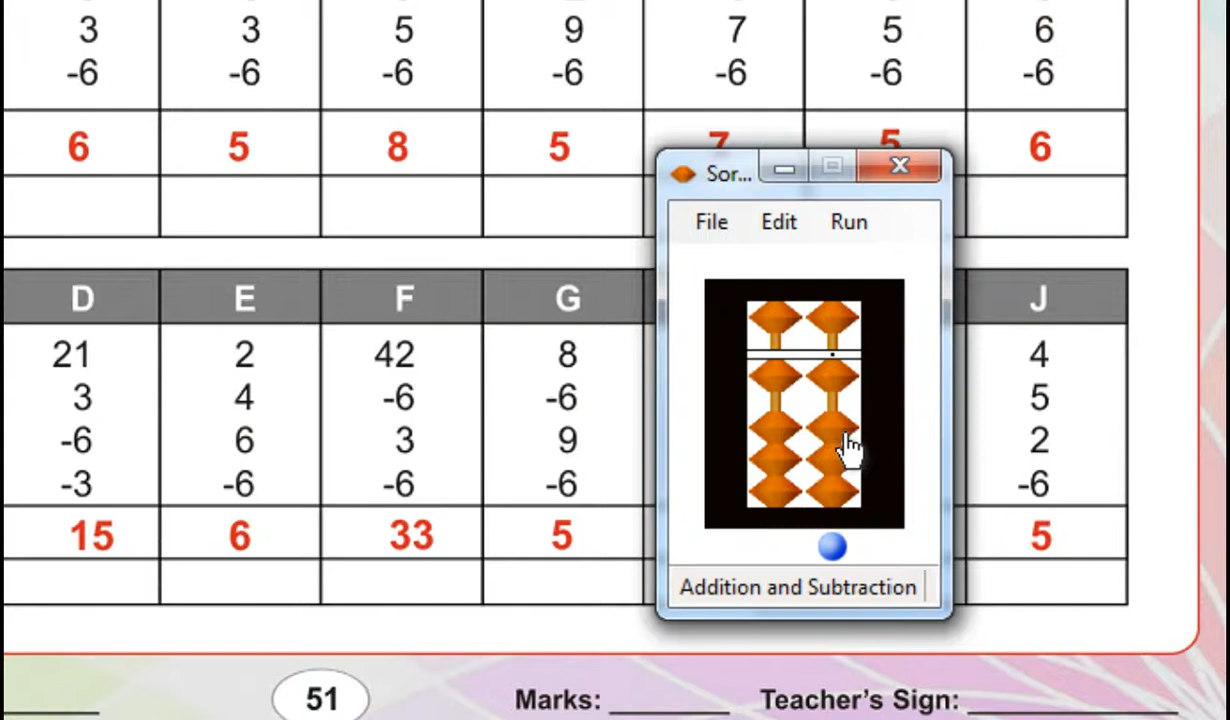 3 3 5 9 7 5 6
-6 -6 -6 -6 -6 -6 -6
6 5 8 5 7 5 6
Sor...
File Edit Run
D E F G J
21 2 42 8 4
3 4 -6 -6 5
-6 6 3 9 2
-3 -6 -6 -6 -6
15 6 33 5 5
Addition and Subtraction
51 Marks: Teacher's Sign: